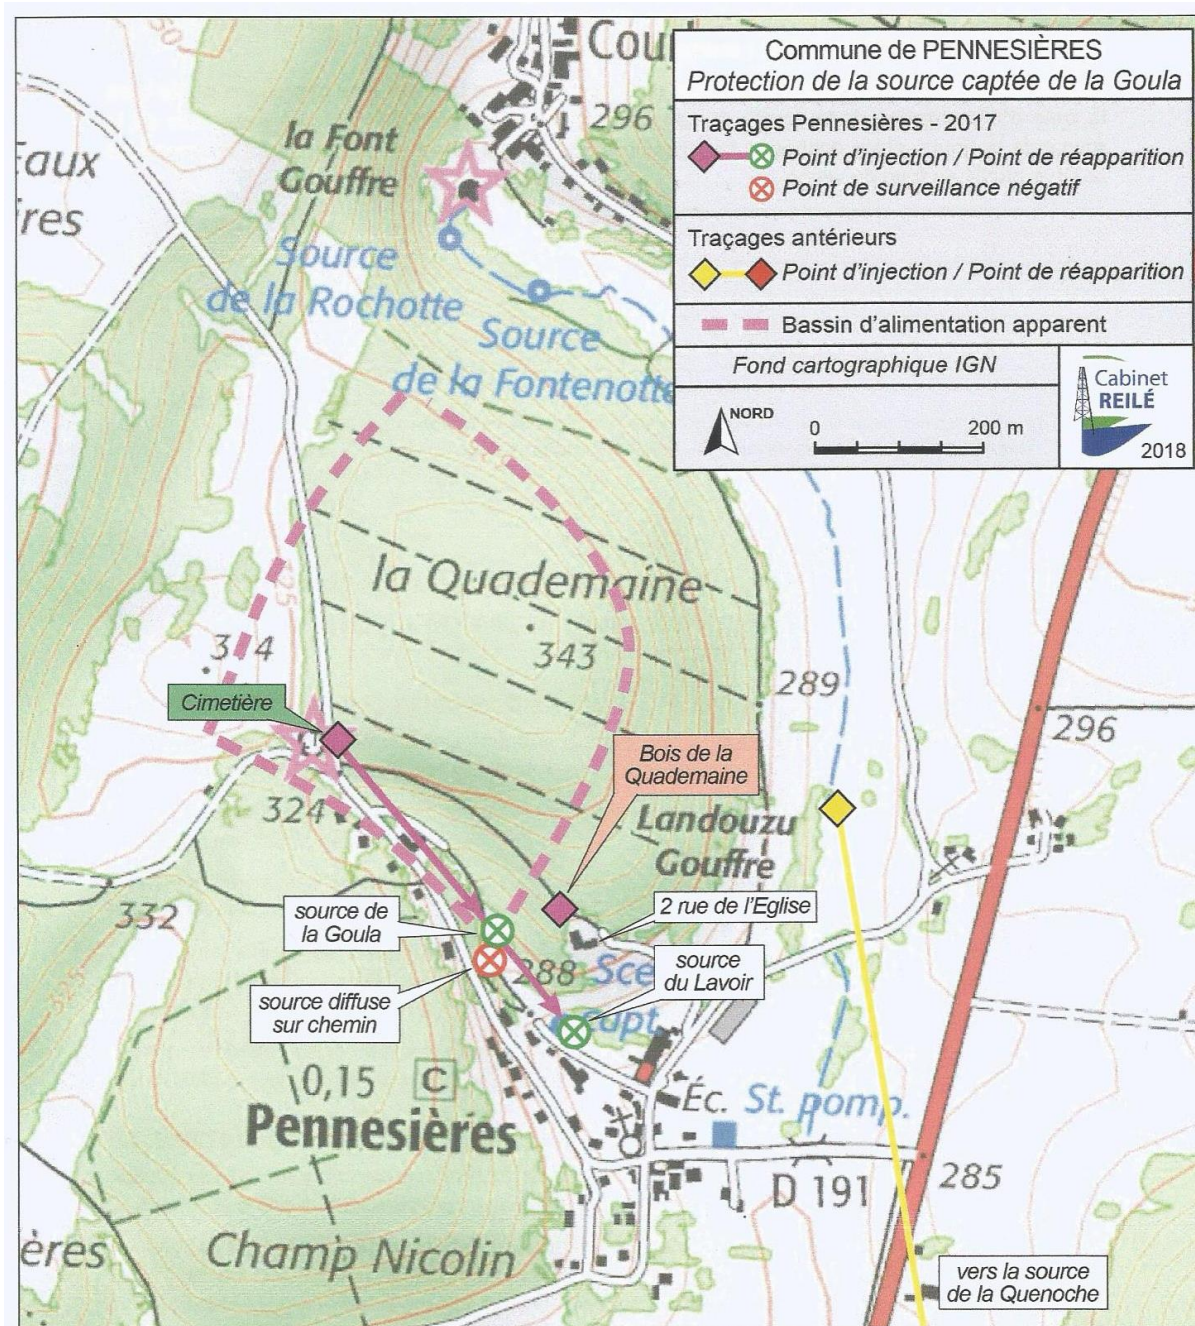 Commune de PENNESIÈRES
Protection de la source captée de la Goula
Traçages Pennesières - 2017
Point d'injection / Point de réapparition
Point de surveillance négatif
Traçages antérieurs
Point d'injection / Point de réapparition
Bassin d'alimentation apparent
Fond cartographique IGN
NORD
0 200 m
Cabinet
REILÉ
2018
Cour
296
la Font
Gouffre
Eaux
ires
Source
de la Rochotte
Source
de la Fontenotte
la Quademaine
343
289
296
Cimetière
324
332
325
Bois de la
Quademaine
Landouzu
Gouffre
source de
la Goula
2 rue de l'Eglise
288
Sce
capt.
source
du Lavoir
source diffuse
sur chemin
0,15
C
Pennesières
Éc.
St. pomp.
D 191
285
ères
Champ Nicolin
vers la source
de la Quenoche